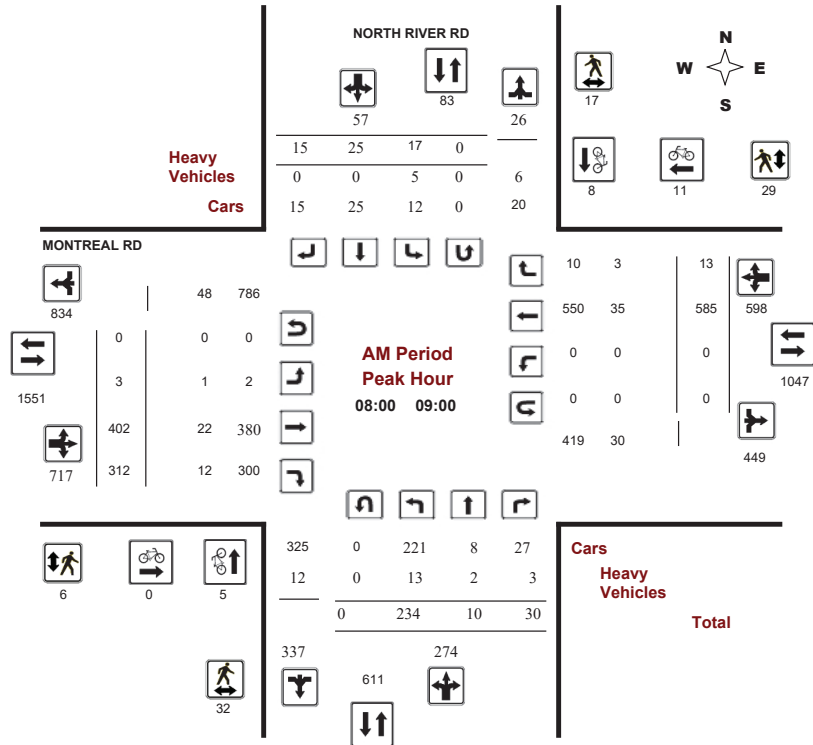 NORTH RIVER RD
N
W E
S
83
57
26
17
15 25 17 0
Heavy
Vehicles
0 0 5 0 6
8 11 29
Cars
15 25 12 0 20
MONTREAL RD
10 3 13
834
48 786
550 35 585 598
0 0 0
0 0 0
AM Period
Peak Hour
08:00 09:00
1551
3 1 2
1047
0 0 0
402 22 380
419 30
449
717
312 12 300
325 0 221 8 27
Cars
12 0 13 2 3
Heavy
Vehicles
6 0 5
0 234 10 30
Total
337 274
611
32